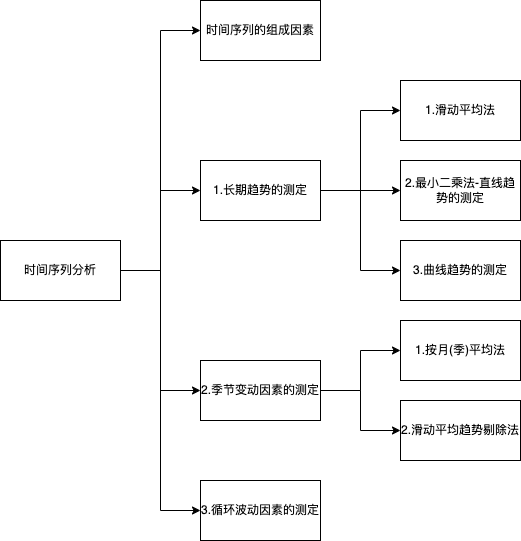 时间序列分析
时间序列的组成因素
1.长期趋势的测定
1.滑动平均法
2.最小二乘法-直线趋
势的测定
3.曲线趋势的测定
2.季节变动因素的测定
1.按月(季)平均法
2.滑动平均趋势剔除法
3.循环波动因素的测定